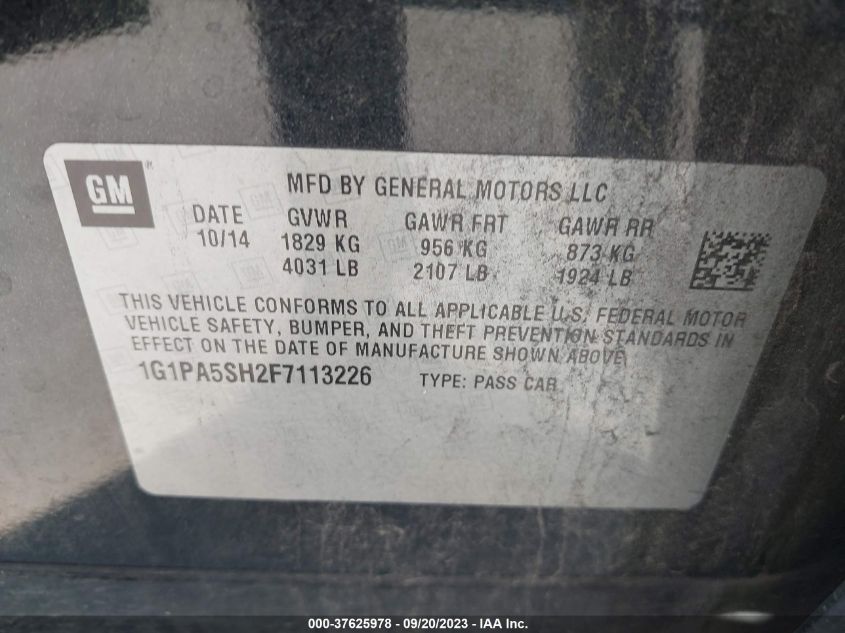 GM ®
MFD BY GENERAL MOTORS LLC
DATE GVWR GAWR FRT GAWR RR
10/14 1829 KG 956 KG 873 KG
4031 LB 2107 LB 1924 LB
THIS VEHICLE CONFORMS TO ALL APPLICABLE U.S. FEDERAL MOTOR
VEHICLE SAFETY, BUMPER, AND THEFT PREVENTION STANDARDS IN
EFFECT ON THE DATE OF MANUFACTURE SHOWN ABOVE.
1G1PA5SH2F7113226 TYPE: PASS CAR
000-37625978 - 09/20/2023 - IAA Inc.